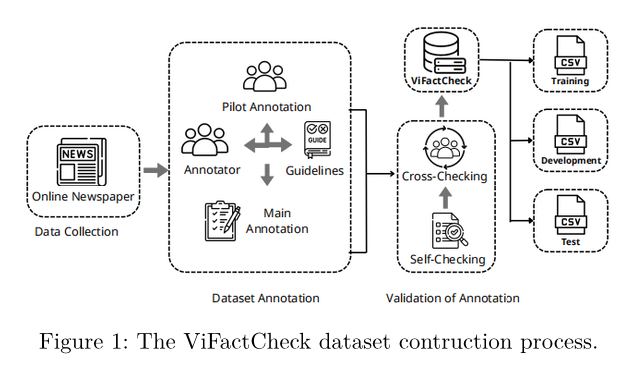 NEWS
Online Newspaper
Data Collection
Pilot Annotation
Annotator
GUIDE
Guidelines
Main
Annotation
Dataset Annotation
ViFactCheck
Cross-Checking
Self-Checking
Validation of Annotation
CSV
Training
CSV
Development
CSV
Test
Figure 1: The ViFactCheck dataset contruction process.